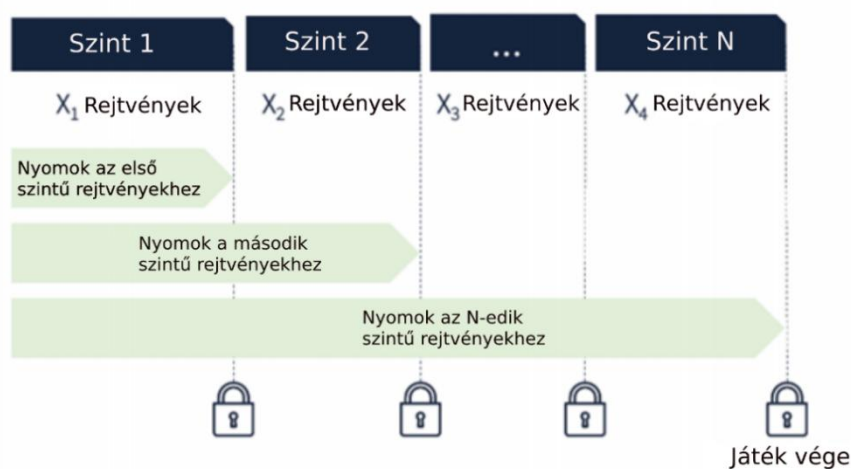 Szint 1
Szint 2
...
Szint N
X₁ Rejtvények
X₂ Rejtvények
X₃ Rejtvények
X₄ Rejtvények
Nyomok az első
szintű rejtvényekhez
Nyomok a második
szintű rejtvényekhez
Nyomok az N-edik
szintű rejtvényekhez
Játék vége